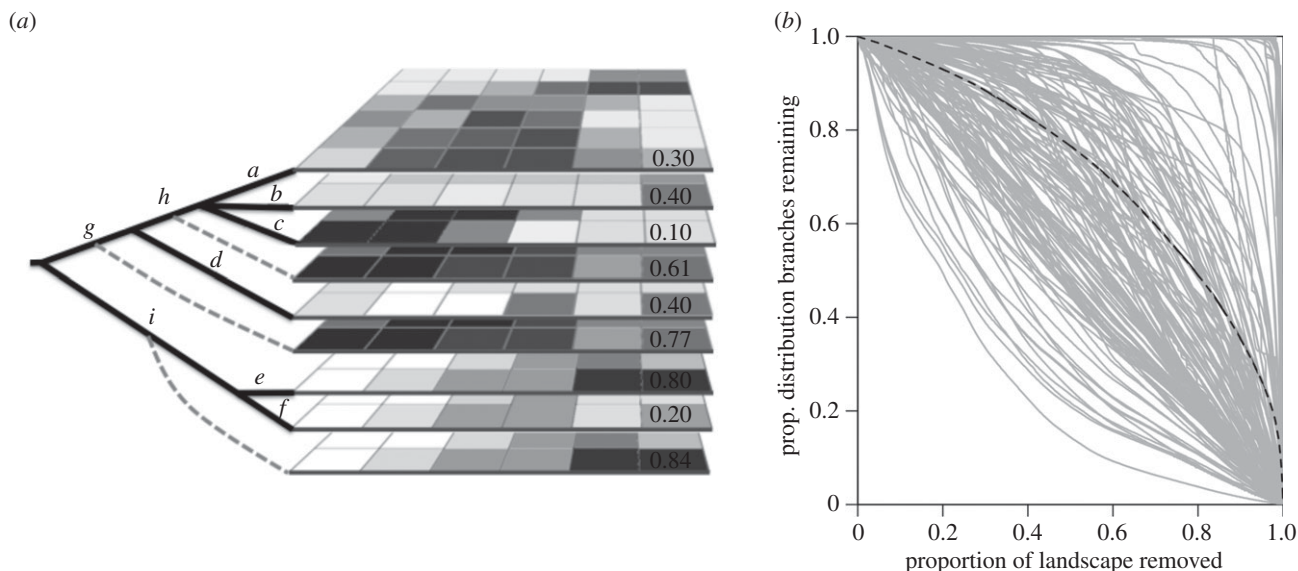 (a)
a
b
c
h
g
d
i
e
f
0.30
0.40
0.10
0.61
0.40
0.77
0.80
0.20
0.84
(b)
1.0
0.8
0.6
0.4
0.2
0
prop. distribution branches remaining
0 0.2 0.4 0.6 0.8 1.0
proportion of landscape removed